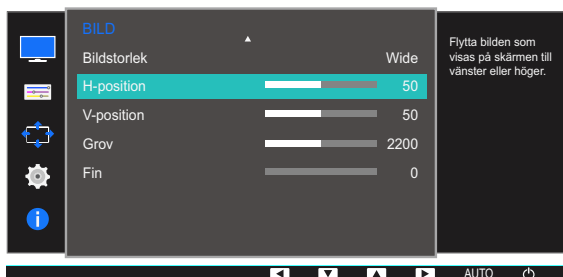 BILD
Bildstorlek Wide
H-position 50
V-position 50
Grov 2200
Fin 0
Flytta bilden som
visas på skärmen till
vänster eller höger.
AUTO